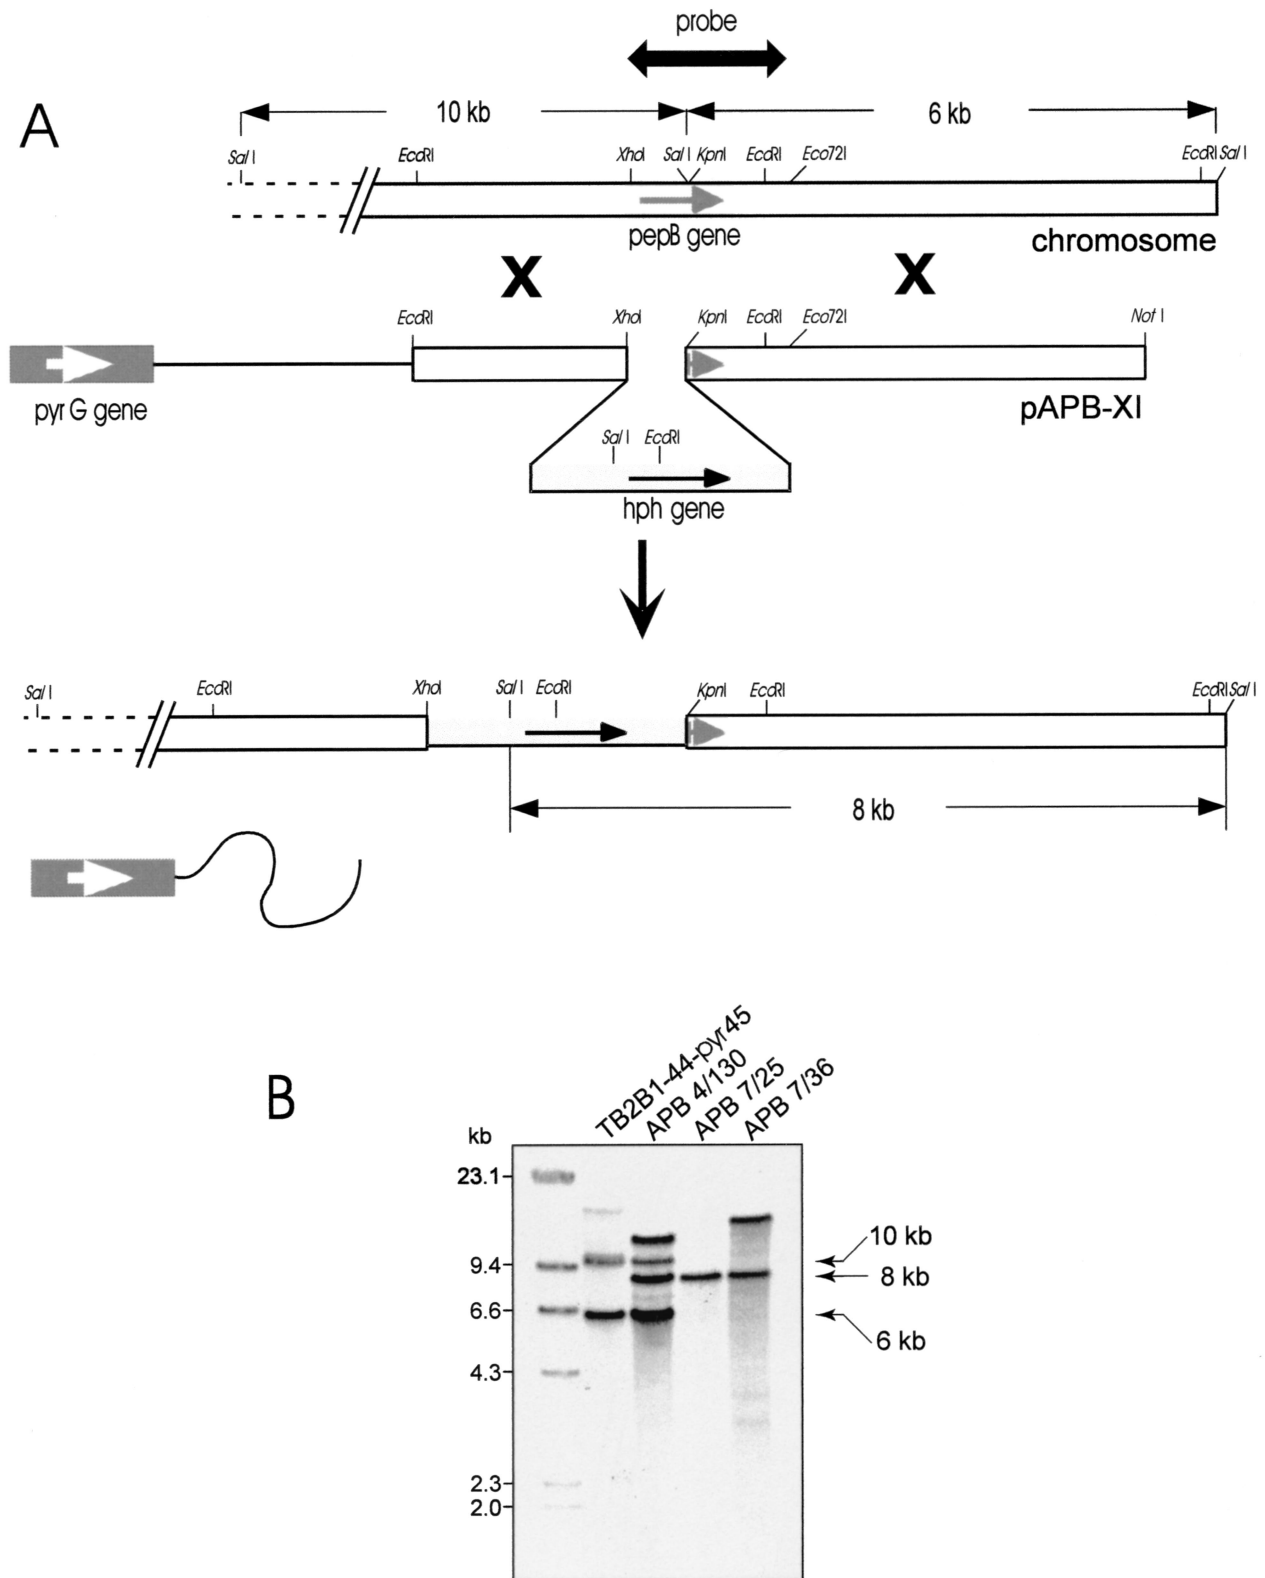 probe
A
10 kb
6 kb
Sal I EcoRI XhoI Sal I KpnI EcoRI Eco72I EcoRI Sal I
pepB gene
chromosome
X X
EcoRI XhoI KpnI EcoRI Eco72I Not I
pyr G gene
pAPB-XI
Sal I EcoRI
hph gene
Sal I EcoRI XhoI Sal I EcoRI KpnI EcoRI EcoRI Sal I
8 kb
B
TB2B1-44-pyr45
APB 4/130
APB 7/25
APB 7/36
kb
23.1
9.4
6.6
4.3
2.3
2.0
10 kb
8 kb
6 kb